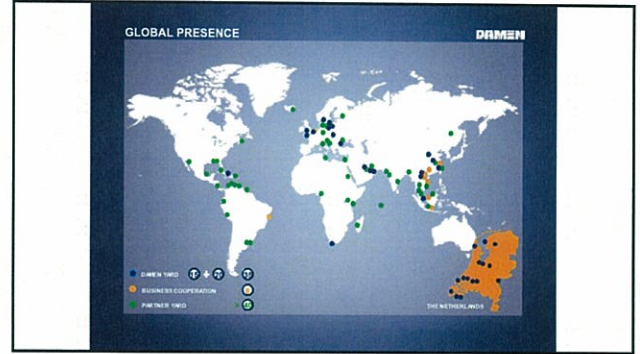 GLOBAL PRESENCE
DAMEN
DAMEN YARD
BUSINESS COOPERATION
PARTNER YARD
THE NETHERLANDS